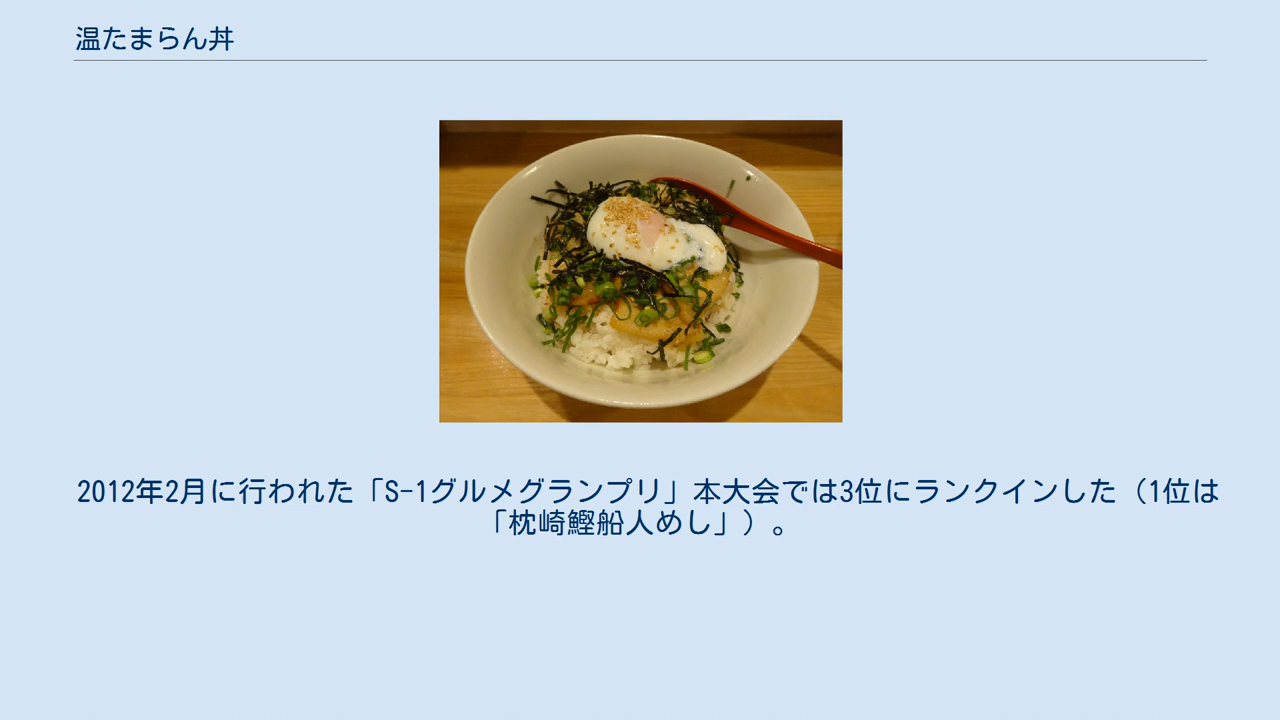 温たまらん丼
2012年2月に行われた「S-1グルメグランプリ」本大会では3位にランクインした（1位は
「枕崎鰹船人めし」）。